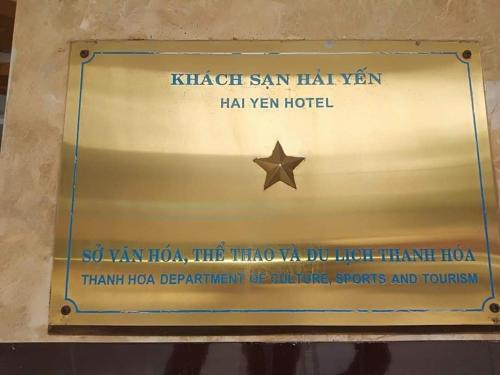 KHÁCH SẠN HẢI YẾN
HAI YEN HOTEL
SỞ VĂN HÓA, THỂ THAO VÀ DU LỊCH THANH HÓA
THANH HOA DEPARTMENT OF CULTURE, SPORTS AND TOURISM